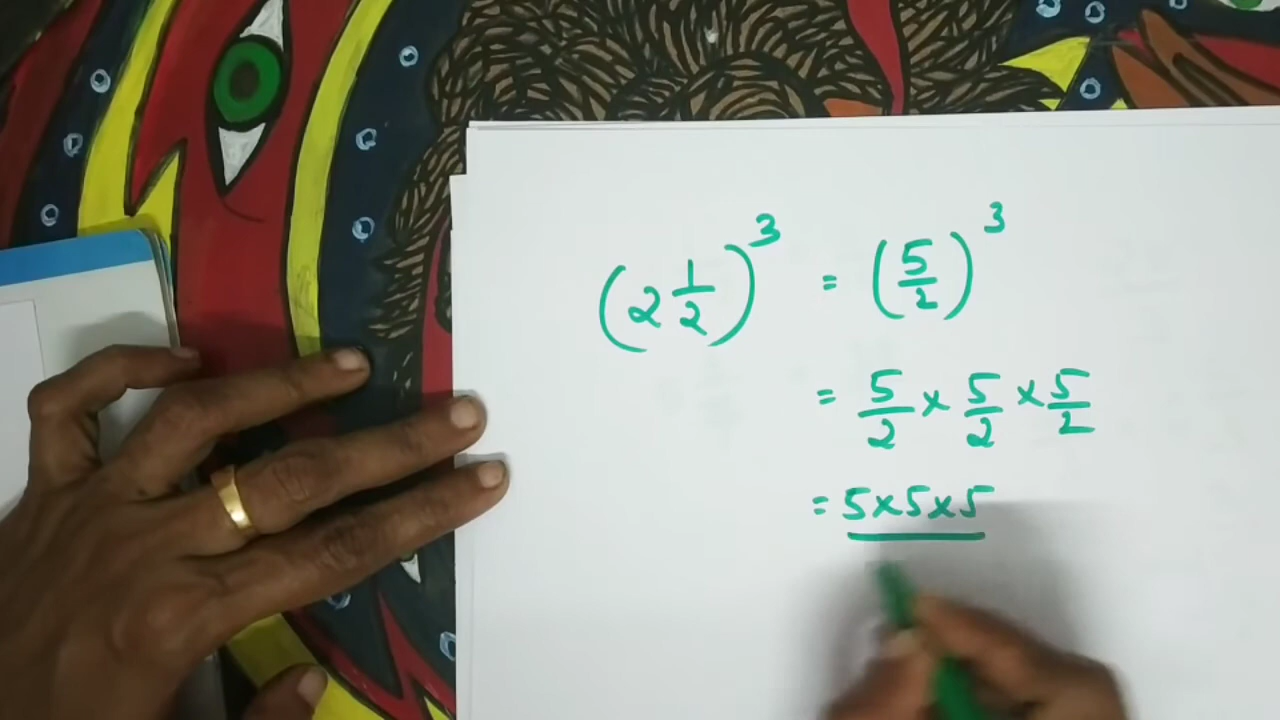 (2 1/2)^3 = (5/2)^3
= 5/2 × 5/2 × 5/2
= 5×5×5